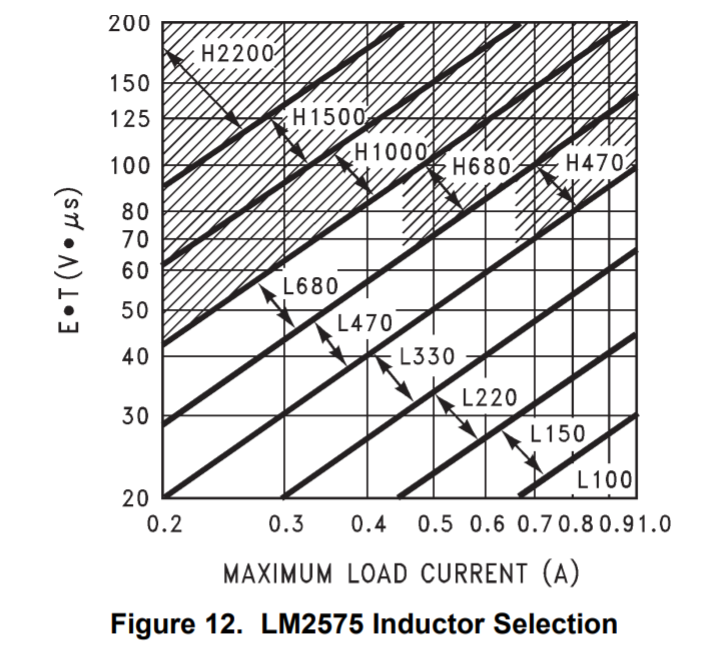 200
H2200
150
125
H1500
H1000
100
H680
H470
80
70
60
L680
50
L470
40
L330
L220
30
L150
L100
20
E•T(V•μs)
0.2 0.3 0.4 0.5 0.6 0.7 0.8 0.9 1.0
MAXIMUM LOAD CURRENT (A)
Figure 12. LM2575 Inductor Selection